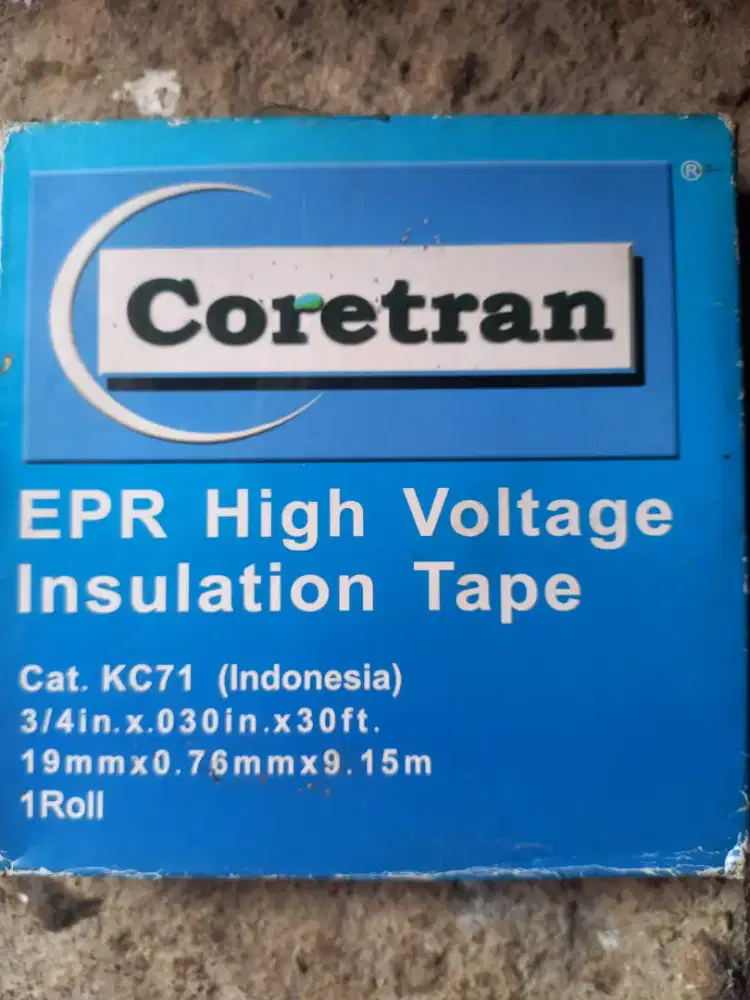 ®
Coretran
EPR High Voltage
Insulation Tape
Cat. KC71 (Indonesia)
3/4in.x.030in.x30ft.
19mmx0.76mmx9.15m
1Roll